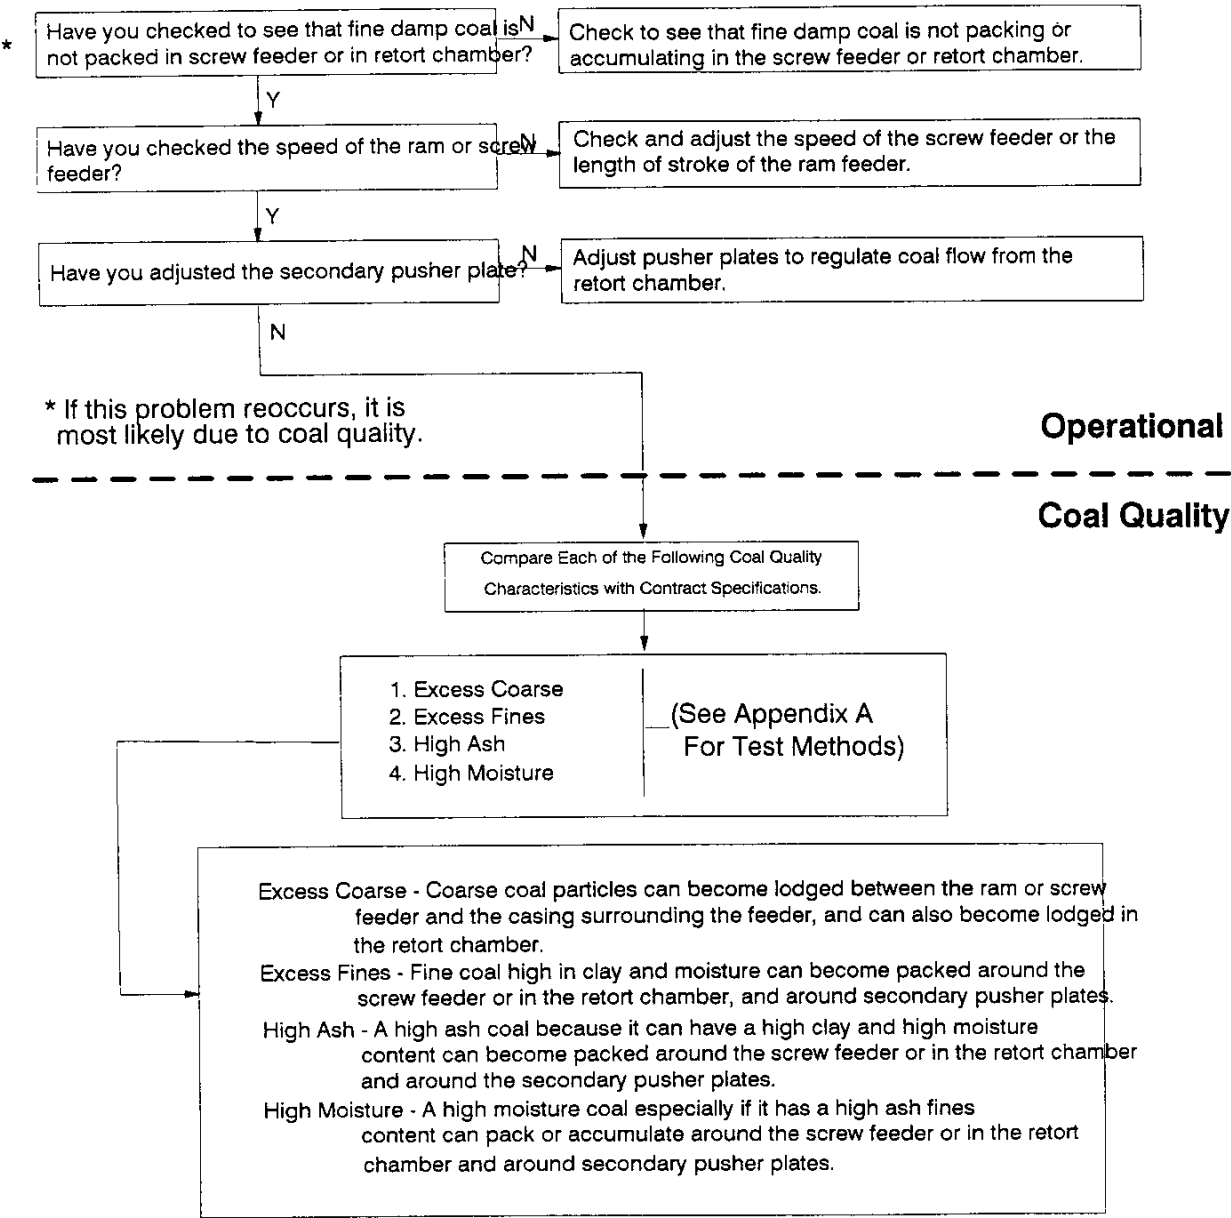 *
Have you checked to see that fine damp coal is
not packed in screw feeder or in retort chamber?
N
Check to see that fine damp coal is not packing or
accumulating in the screw feeder or retort chamber.
Y
Have you checked the speed of the ram or screw
feeder?
N
Check and adjust the speed of the screw feeder or the
length of stroke of the ram feeder.
Y
Have you adjusted the secondary pusher plate?
N
Adjust pusher plates to regulate coal flow from the
retort chamber.
N
* If this problem reoccurs, it is
most likely due to coal quality.
Operational
Coal Quality
Compare Each of the Following Coal Quality
Characteristics with Contract Specifications.
1. Excess Coarse
2. Excess Fines
3. High Ash
4. High Moisture
(See Appendix A
For Test Methods)
Excess Coarse - Coarse coal particles can become lodged between the ram or screw
feeder and the casing surrounding the feeder, and can also become lodged in
the retort chamber.
Excess Fines - Fine coal high in clay and moisture can become packed around the
screw feeder or in the retort chamber, and around secondary pusher plates.
High Ash - A high ash coal because it can have a high clay and high moisture
content can become packed around the screw feeder or in the retort chamber
and around the secondary pusher plates.
High Moisture - A high moisture coal especially if it has a high ash fines
content can pack or accumulate around the screw feeder or in the retort
chamber and around secondary pusher plates.